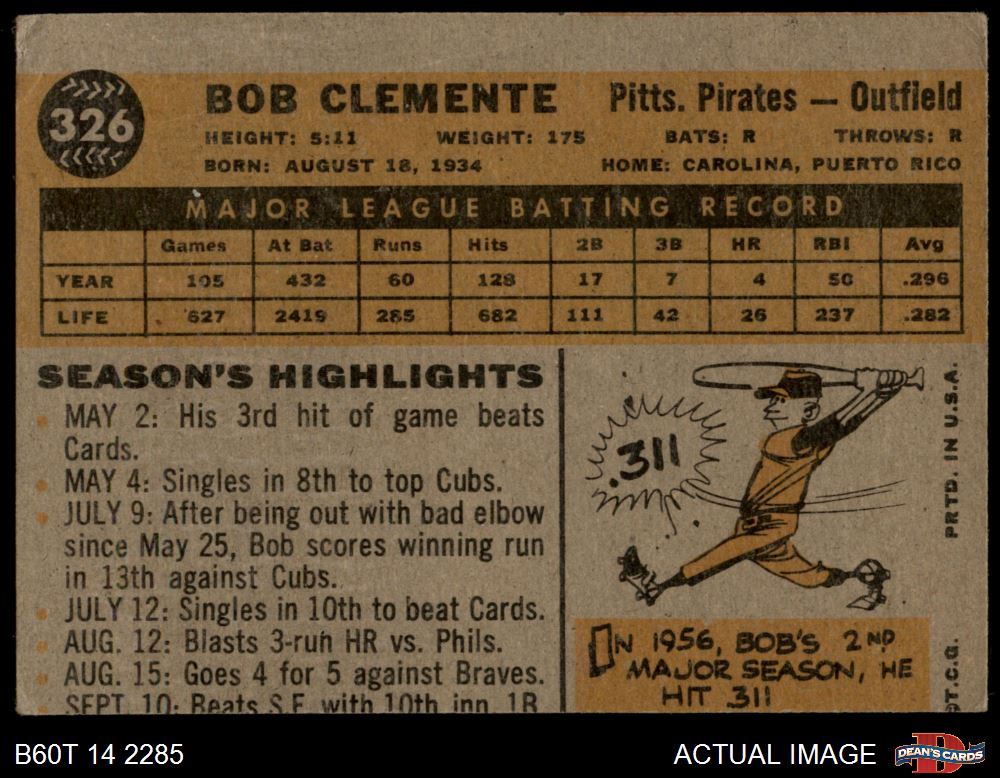 326
BOB CLEMENTE Pitts. Pirates — Outfield
HEIGHT: 5:11 WEIGHT: 175 BATS: R THROWS: R
BORN: AUGUST 18, 1934 HOME: CAROLINA, PUERTO RICO
MAJOR LEAGUE BATTING RECORD
Games At Bat Runs Hits 2B 3B HR RBI Avg
YEAR 105 432 60 128 17 7 4 50 .296
LIFE 627 2419 285 682 111 42 26 237 .282
SEASON'S HIGHLIGHTS
MAY 2: His 3rd hit of game beats
Cards.
MAY 4: Singles in 8th to top Cubs.
JULY 9: After being out with bad elbow
since May 25, Bob scores winning run
in 13th against Cubs.
JULY 12: Singles in 10th to beat Cards.
AUG. 12: Blasts 3-run HR vs. Phils.
AUG. 15: Goes 4 for 5 against Braves.
SEPT. 10: Beats S.F. with 10th inn. 1B.
.311
IN 1956, BOB'S 2ND
MAJOR SEASON, HE
HIT .311
©T.C.G. PRTD. IN U.S.A.
B60T 14 2285 ACTUAL IMAGE
D
DEAN'S CARDS